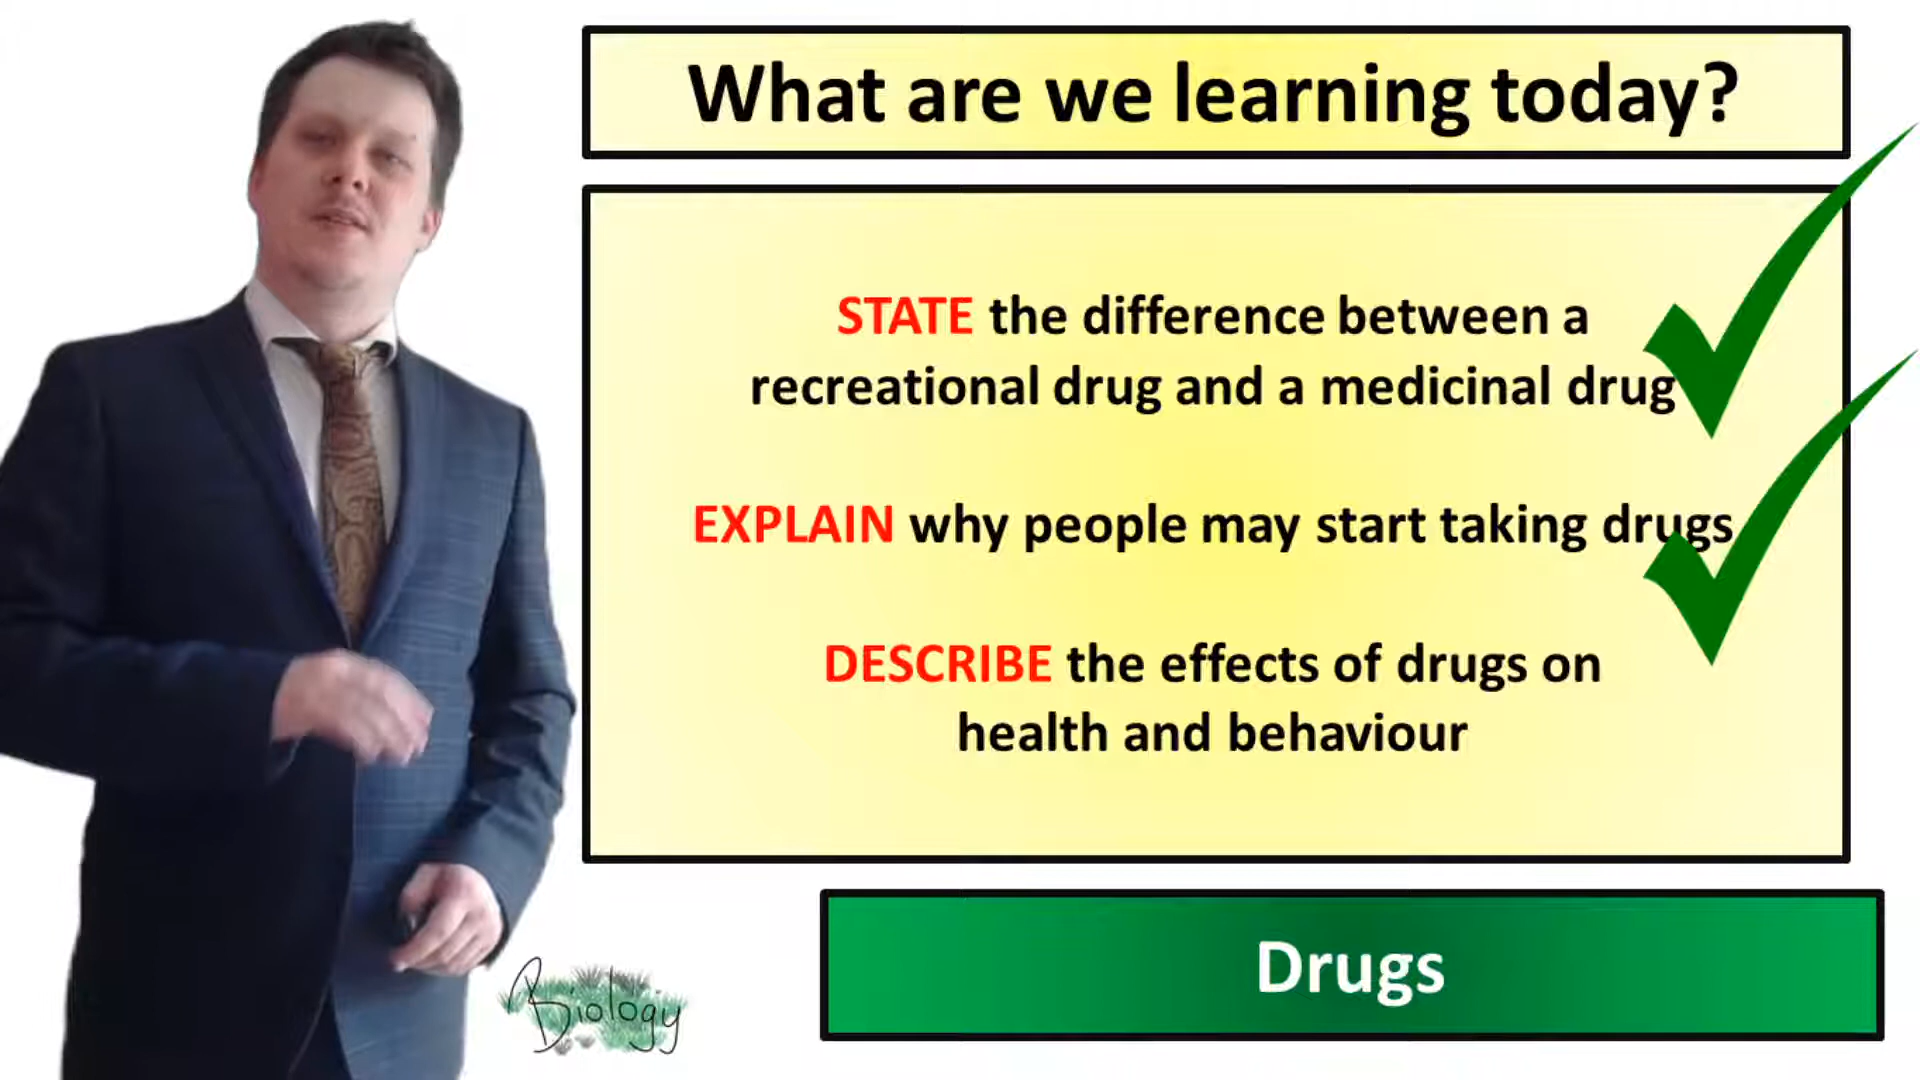 What are we learning today?
STATE the difference between a
recreational drug and a medicinal drug
EXPLAIN why people may start taking drugs
DESCRIBE the effects of drugs on
health and behaviour
Drugs
Biology